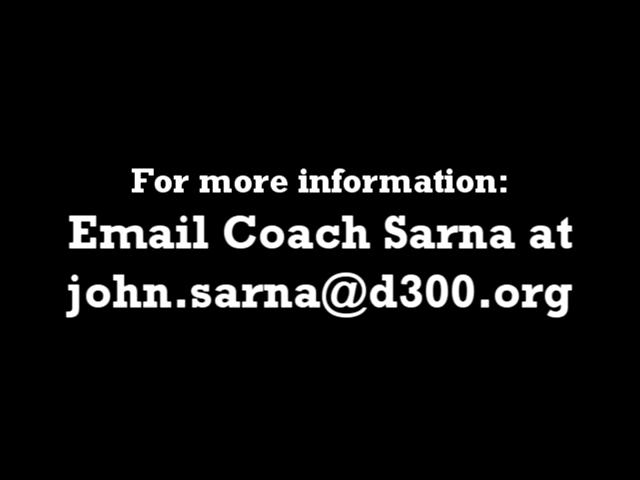 For more information:
Email Coach Sarna at
john.sarna@d300.org